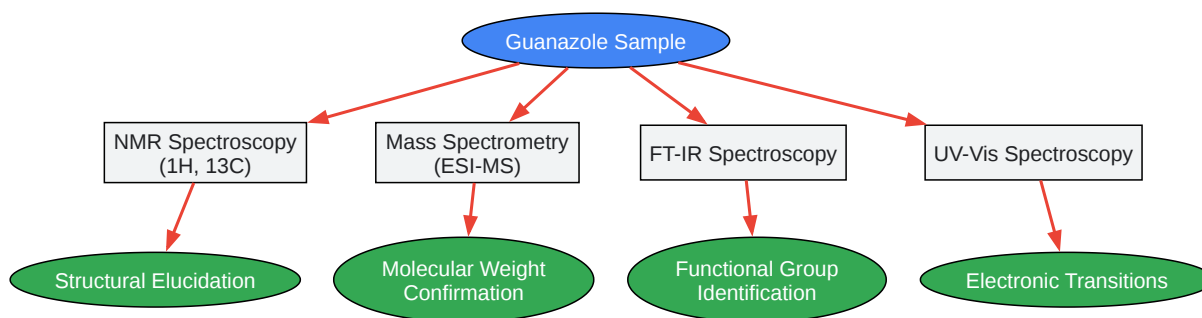 Guanazole Sample
NMR Spectroscopy
(1H, 13C)
Mass Spectrometry
(ESI-MS)
FT-IR Spectroscopy
UV-Vis Spectroscopy
Structural Elucidation
Molecular Weight
Confirmation
Functional Group
Identification
Electronic Transitions